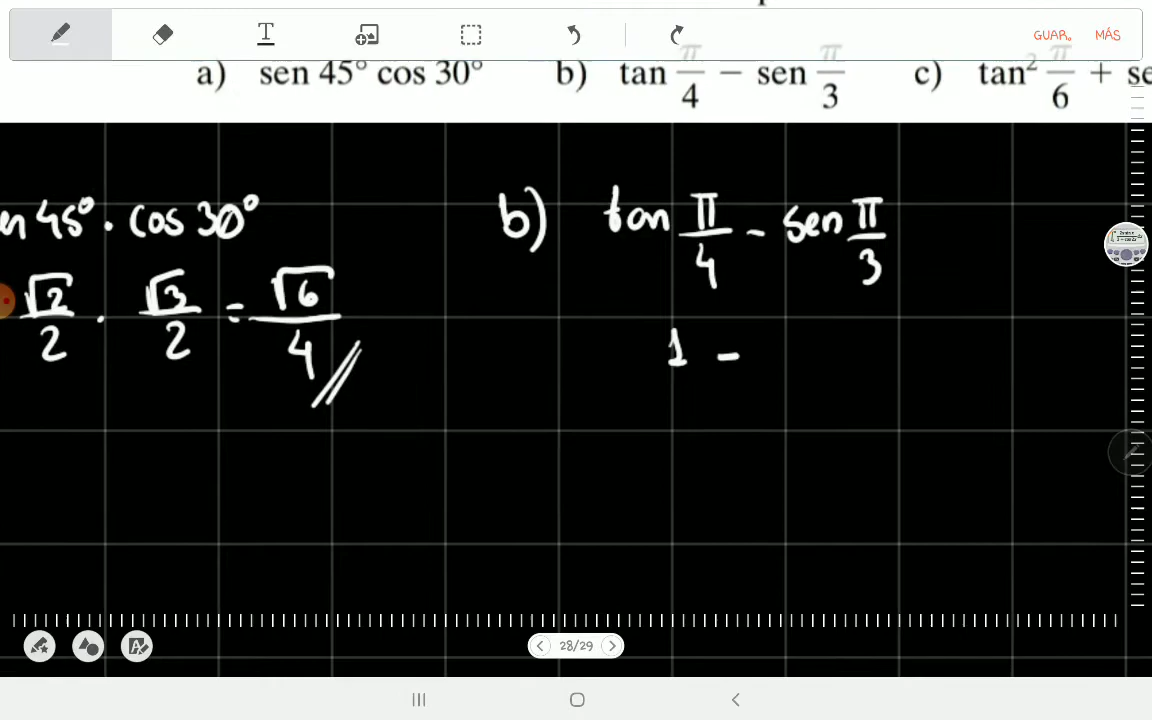 GUAR. MÁS
a) sen 45° cos 30° b) tan π/4 − sen π/3 c) tan² π/6 + se
en 45° · cos 30° b) tan π/4 - sen π/3
√2/2 · √3/2 = √6/4 //
1 -
28/29